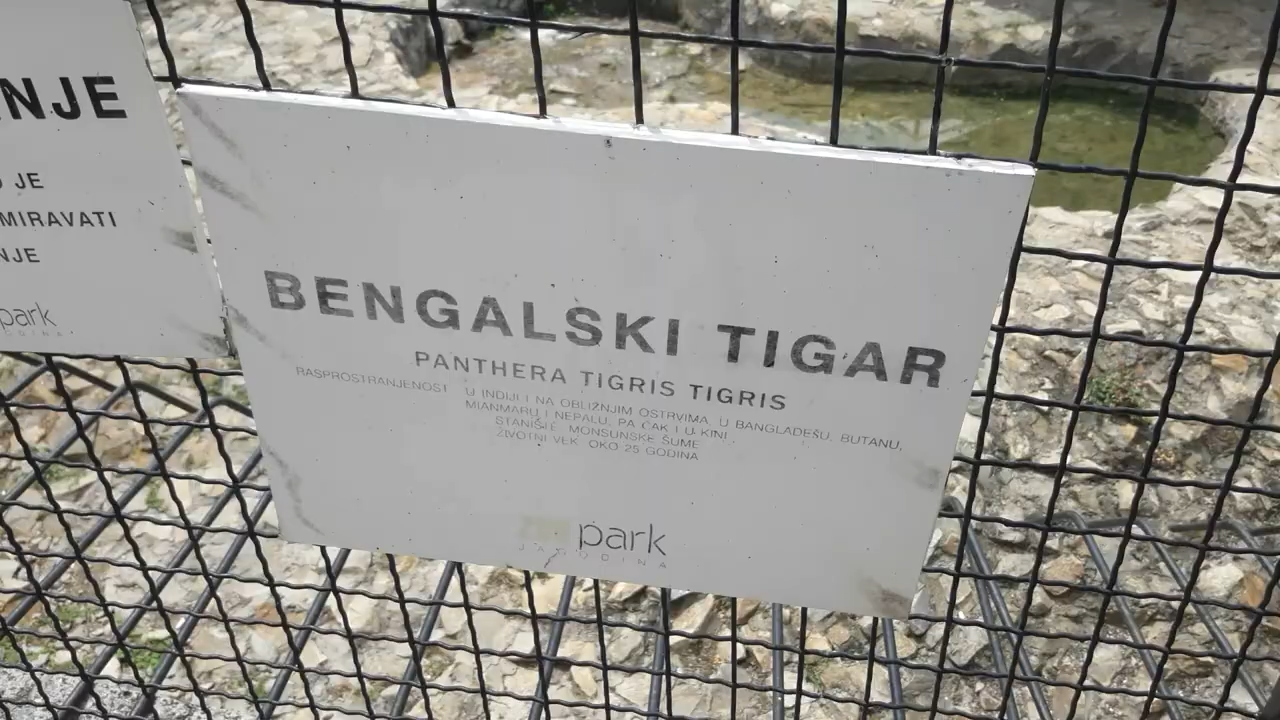 NJE
JE
MIRAVATI
NJE
park
BENGALSKI TIGAR
PANTHERA TIGRIS TIGRIS
RASPROSTRANJENOST U INDIJI I NA OBLIŽNJIM OSTRVIMA, U BANGLADEŠU, BUTANU,
MIANMARU I NEPALU, PA ČAK I U KINI
STANIŠTE MONSUNSKE ŠUME
ŽIVOTNI VEK OKO 25 GODINA
park
JAGODINA